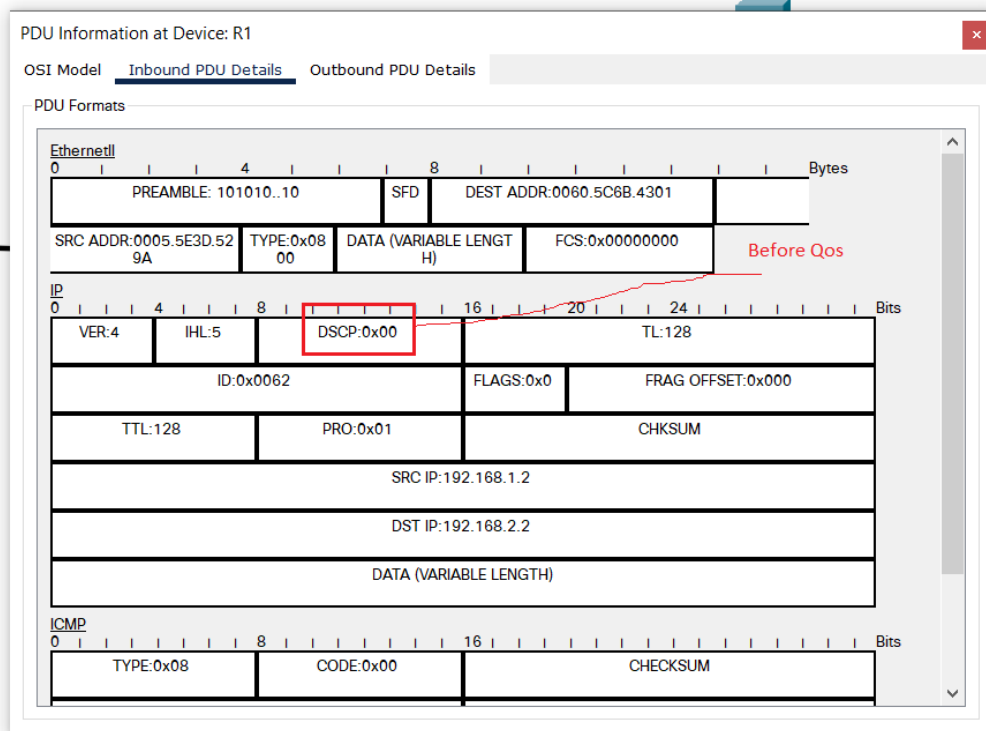 PDU Information at Device: R1
×
OSI Model Inbound PDU Details Outbound PDU Details
PDU Formats
EthernetII
0 4 8 Bytes
PREAMBLE: 101010..10 SFD DEST ADDR:0060.5C6B.4301
SRC ADDR:0005.5E3D.52 TYPE:0x08 DATA (VARIABLE LENGT FCS:0x00000000
9A 00 H)
Before Qos
IP
0 4 8 16 20 24 Bits
VER:4 IHL:5 DSCP:0x00 TL:128
ID:0x0062 FLAGS:0x0 FRAG OFFSET:0x000
TTL:128 PRO:0x01 CHKSUM
SRC IP:192.168.1.2
DST IP:192.168.2.2
DATA (VARIABLE LENGTH)
ICMP
0 8 16 Bits
TYPE:0x08 CODE:0x00 CHECKSUM